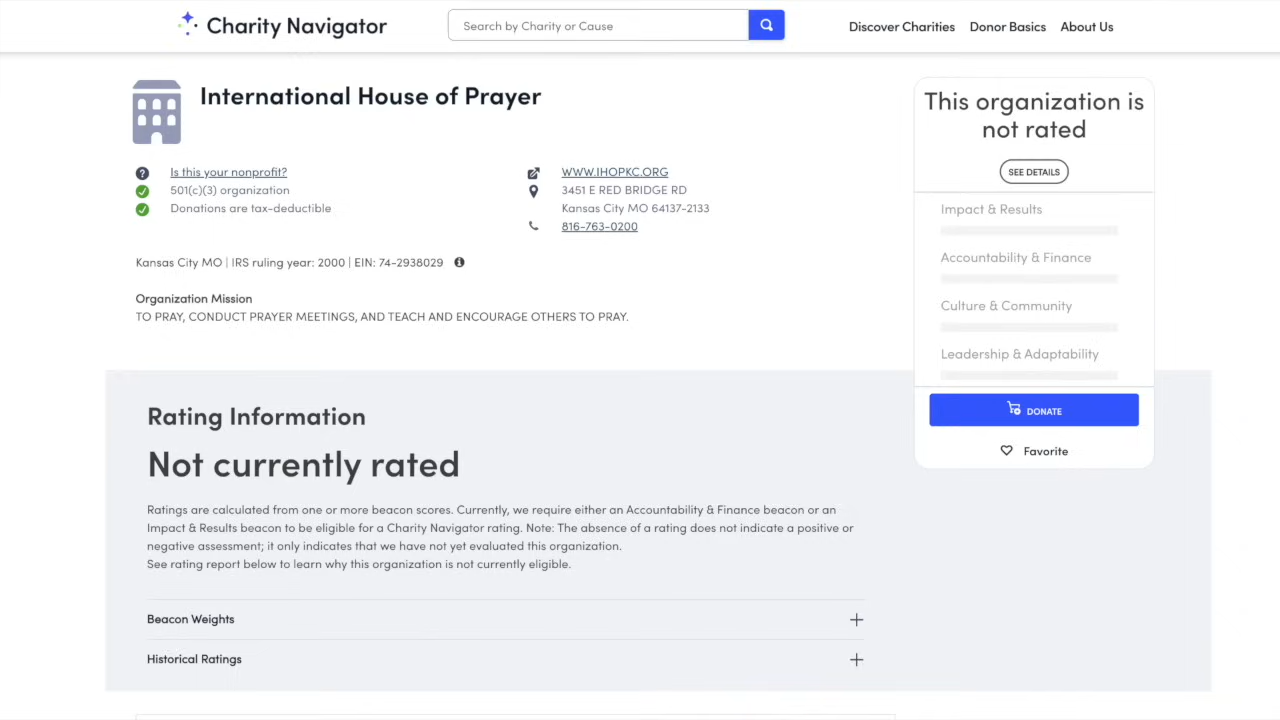 Charity Navigator
Search by Charity or Cause
Discover Charities
Donor Basics
About Us
International House of Prayer
Is this your nonprofit?
501(c)(3) organization
Donations are tax-deductible
WWW.IHOPKC.ORG
3451 E RED BRIDGE RD
Kansas City MO 64137-2133
816-763-0200
Kansas City MO | IRS ruling year: 2000 | EIN: 74-2938029
Organization Mission
TO PRAY, CONDUCT PRAYER MEETINGS, AND TEACH AND ENCOURAGE OTHERS TO PRAY.
This organization is
not rated
SEE DETAILS
Impact & Results
Accountability & Finance
Culture & Community
Leadership & Adaptability
DONATE
Favorite
Rating Information
Not currently rated
Ratings are calculated from one or more beacon scores. Currently, we require either an Accountability & Finance beacon or an
Impact & Results beacon to be eligible for a Charity Navigator rating. Note: The absence of a rating does not indicate a positive or
negative assessment; it only indicates that we have not yet evaluated this organization.
See rating report below to learn why this organization is not currently eligible.
Beacon Weights
Historical Ratings